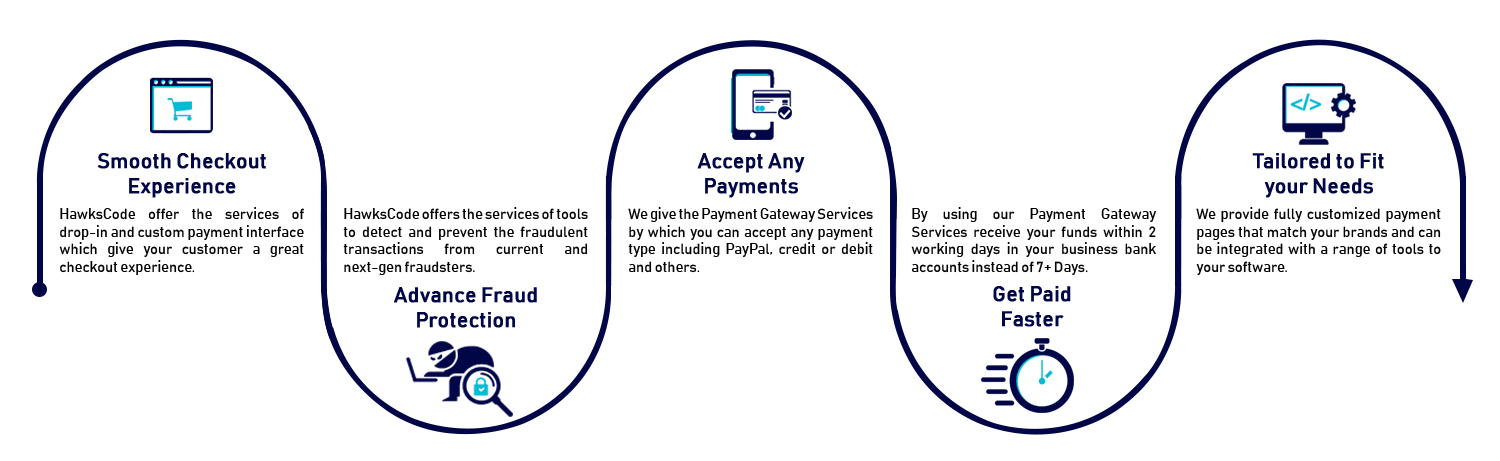 Smooth Checkout
Experience
HawksCode offer the services of
drop-in and custom payment interface
which give your customer a great
checkout experience.
HawksCode offers the services of tools
to detect and prevent the fraudulent
transactions from current and
next-gen fraudsters.
Advance Fraud
Protection
Accept Any
Payments
We give the Payment Gateway Services
by which you can accept any payment
type including PayPal, credit or debit
and others.
By using our Payment Gateway
Services receive your funds within 2
working days in your business bank
accounts instead of 7+ Days.
Get Paid
Faster
</>
Tailored to Fit
your Needs
We provide fully customized payment
pages that match your brands and can
be integrated with a range of tools to
your software.